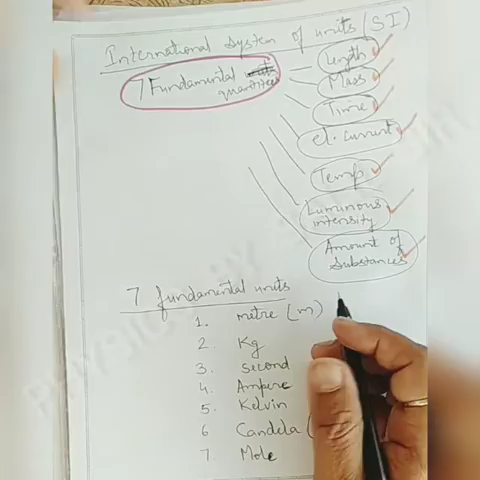 International system of units (SI)
7 Fundamental quantities
Length
Mass
Time
el. current
Temp
Luminous
intensity
Amount of
Substances
7 fundamental units
1. metre (m)
2. Kg
3. second
4. Ampere
5. Kelvin
6 Candela (
7. Mole